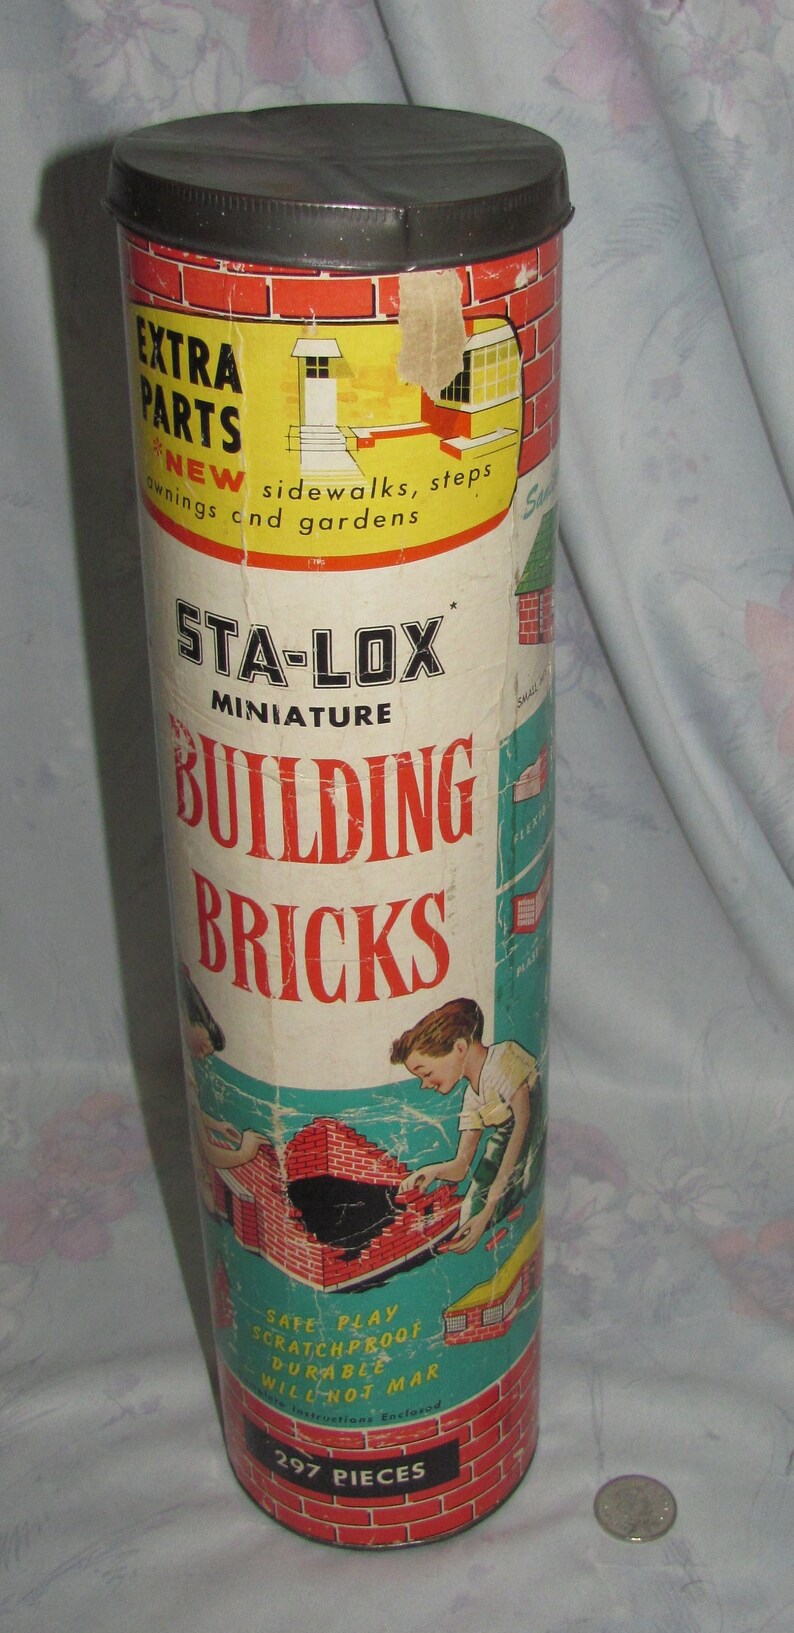 EXTRA
PARTS
*NEW sidewalks, steps
awnings and gardens
STA-LOX*
MINIATURE
BUILDING
BRICKS
SMALL
SAFE PLAY
SCRATCHPROOF
DURABLE
WILL NOT MAR
Instructions Enclosed
297 PIECES